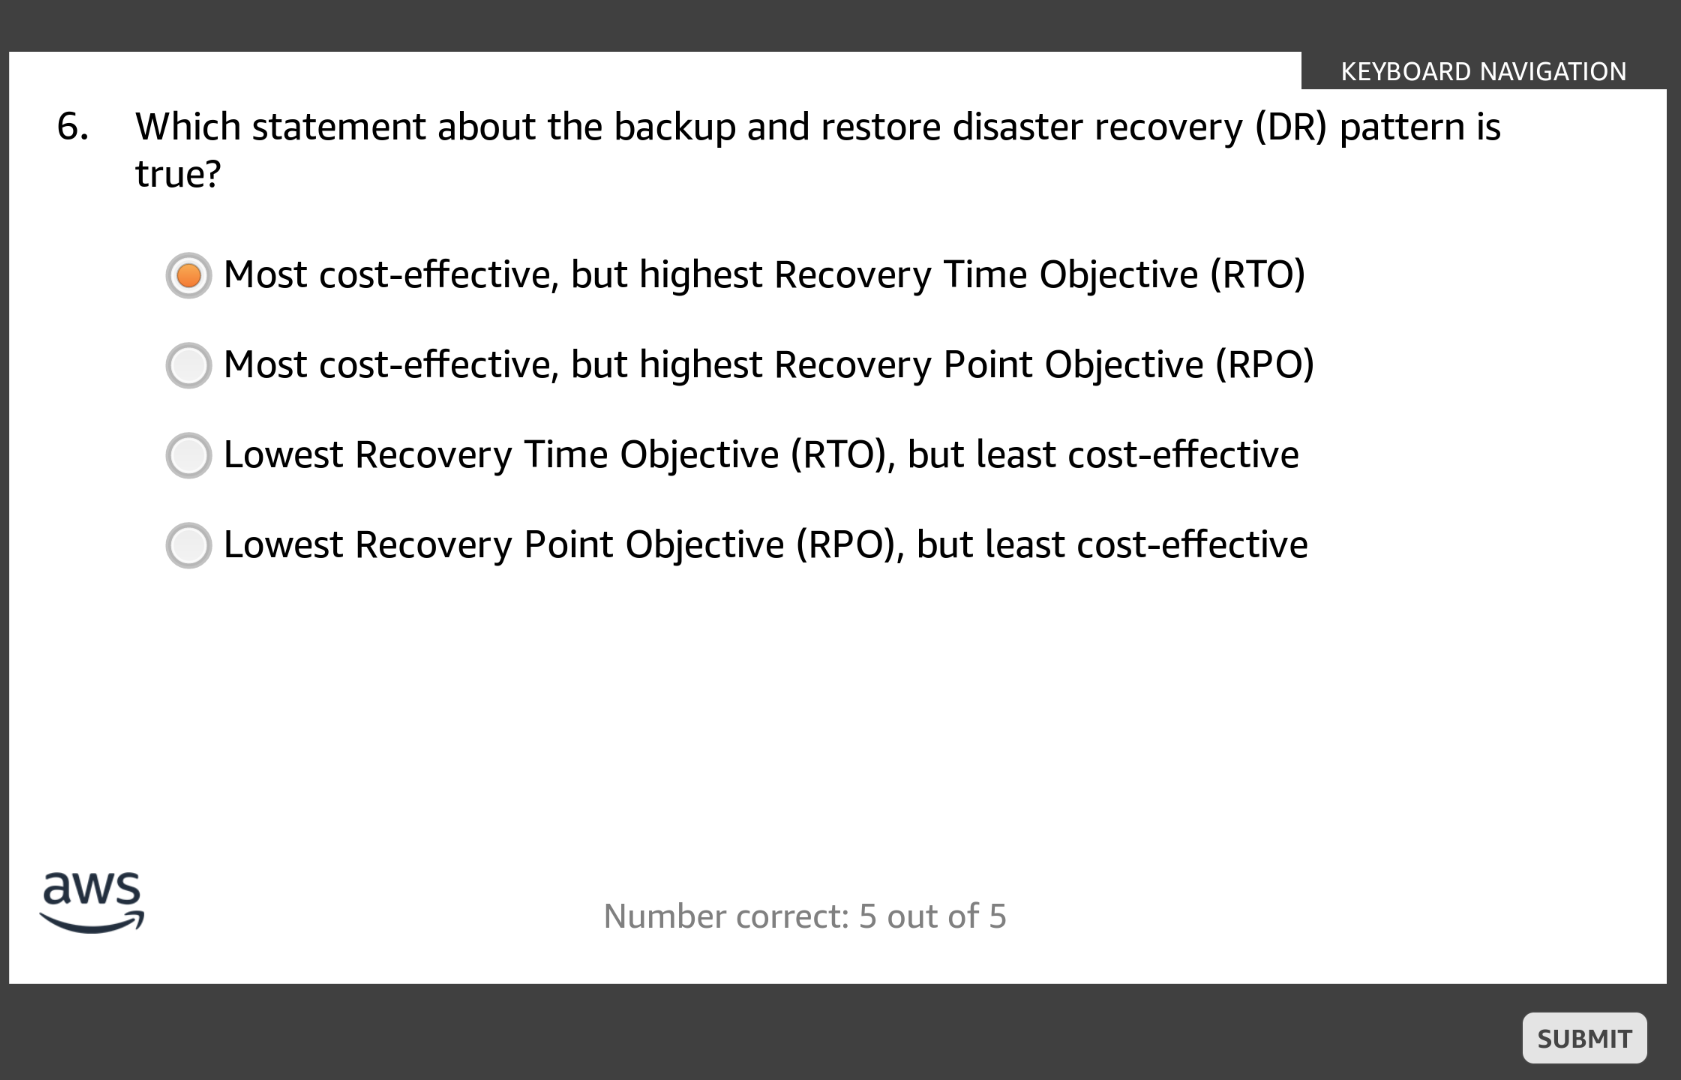 KEYBOARD NAVIGATION
6. Which statement about the backup and restore disaster recovery (DR) pattern is
true?
Most cost-effective, but highest Recovery Time Objective (RTO)
Most cost-effective, but highest Recovery Point Objective (RPO)
Lowest Recovery Time Objective (RTO), but least cost-effective
Lowest Recovery Point Objective (RPO), but least cost-effective
aws
Number correct: 5 out of 5
SUBMIT